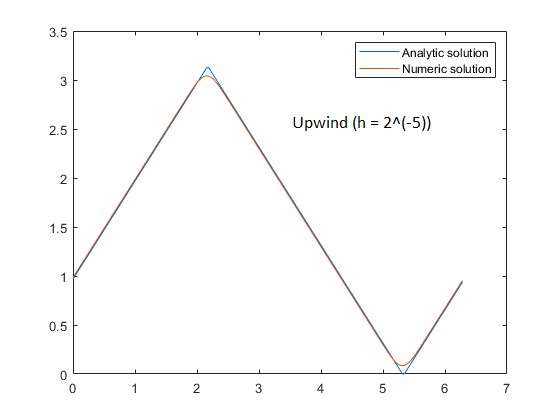 3.5
Analytic solution
Numeric solution
3
Upwind (h = 2^(-5))
2.5
2
1.5
1
0.5
0
0 1 2 3 4 5 6 7